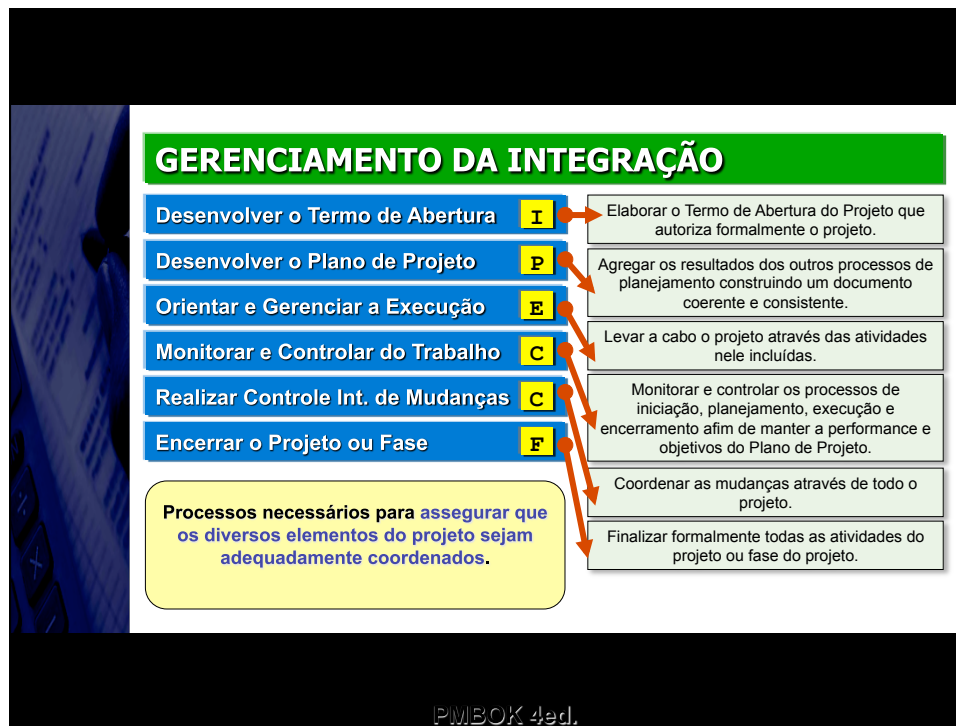 GERENCIAMENTO DA INTEGRAÇÃO
Desenvolver o Termo de Abertura I
Desenvolver o Plano de Projeto P
Orientar e Gerenciar a Execução E
Monitorar e Controlar do Trabalho C
Realizar Controle Int. de Mudanças C
Encerrar o Projeto ou Fase F
Elaborar o Termo de Abertura do Projeto que
autoriza formalmente o projeto.
Agregar os resultados dos outros processos de
planejamento construindo um documento
coerente e consistente.
Levar a cabo o projeto através das atividades
nele incluídas.
Monitorar e controlar os processos de
iniciação, planejamento, execução e
encerramento afim de manter a performance e
objetivos do Plano de Projeto.
Coordenar as mudanças através de todo o
projeto.
Finalizar formalmente todas as atividades do
projeto ou fase do projeto.
Processos necessários para assegurar que
os diversos elementos do projeto sejam
adequadamente coordenados.
PMBOK 4ed.